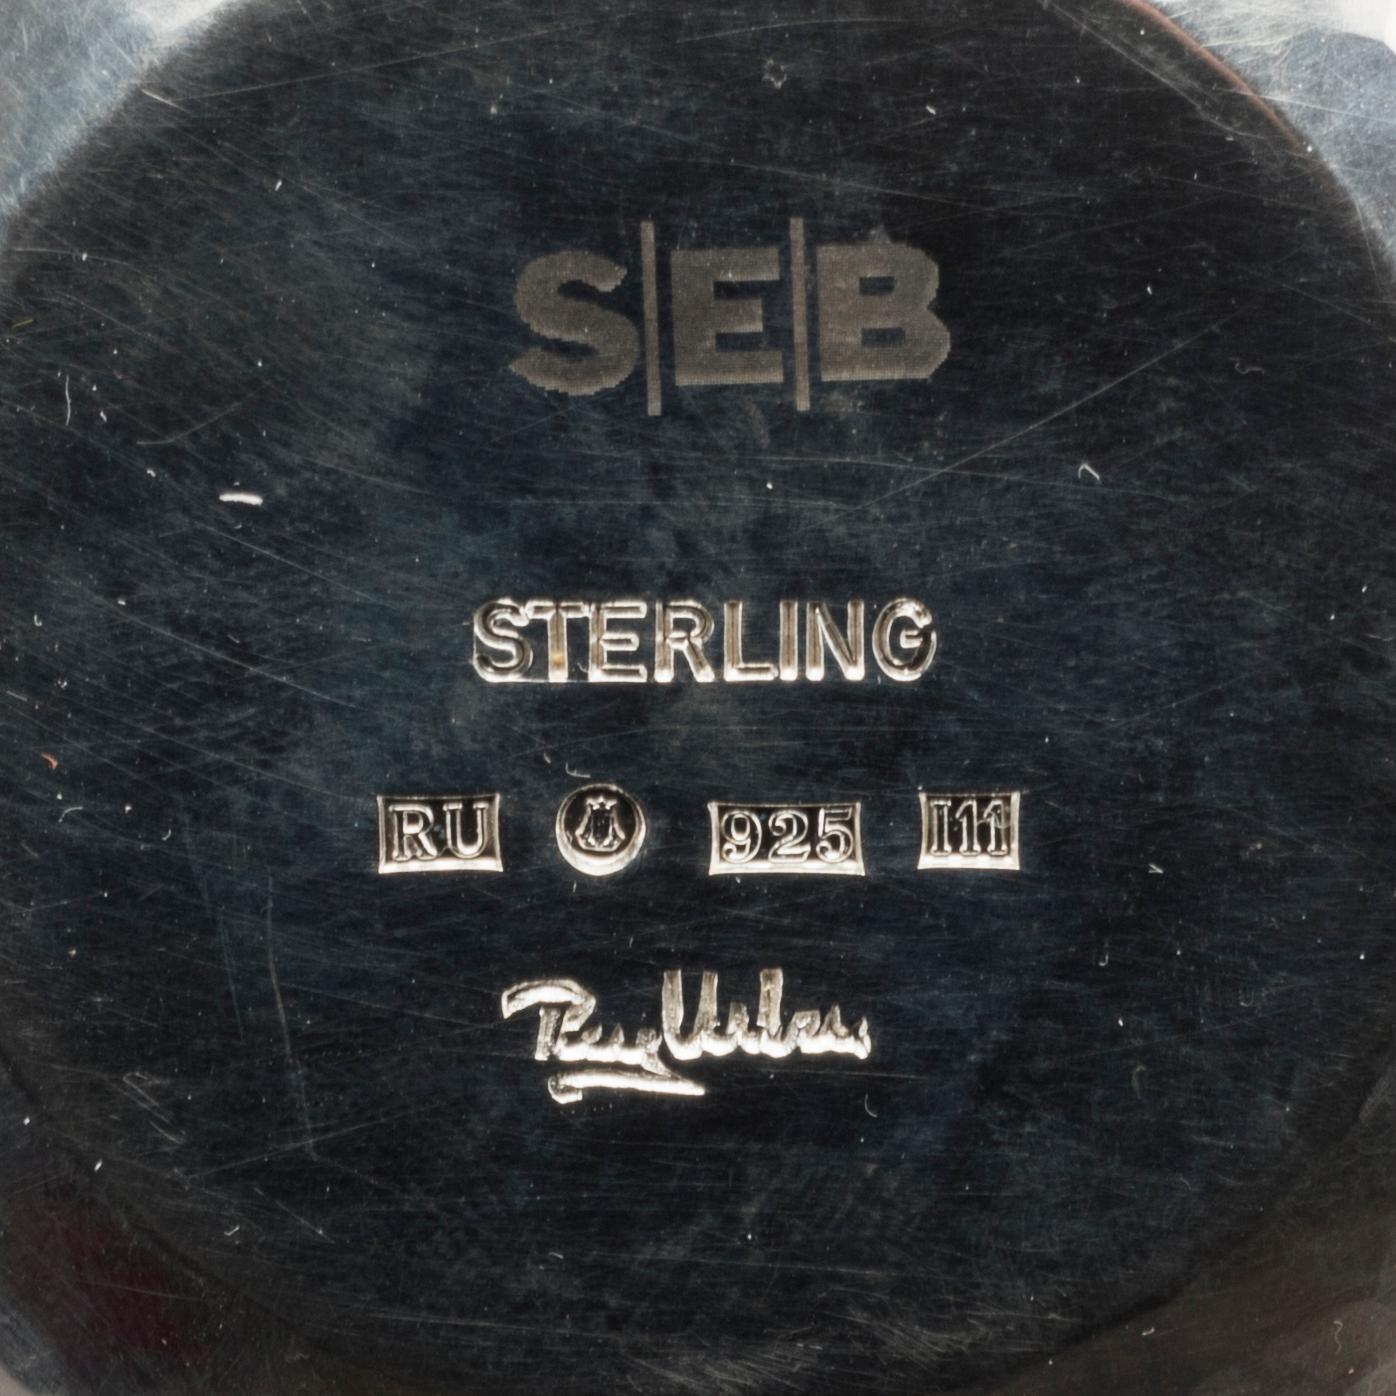 S|E|B
STERLING
RU 925 I11